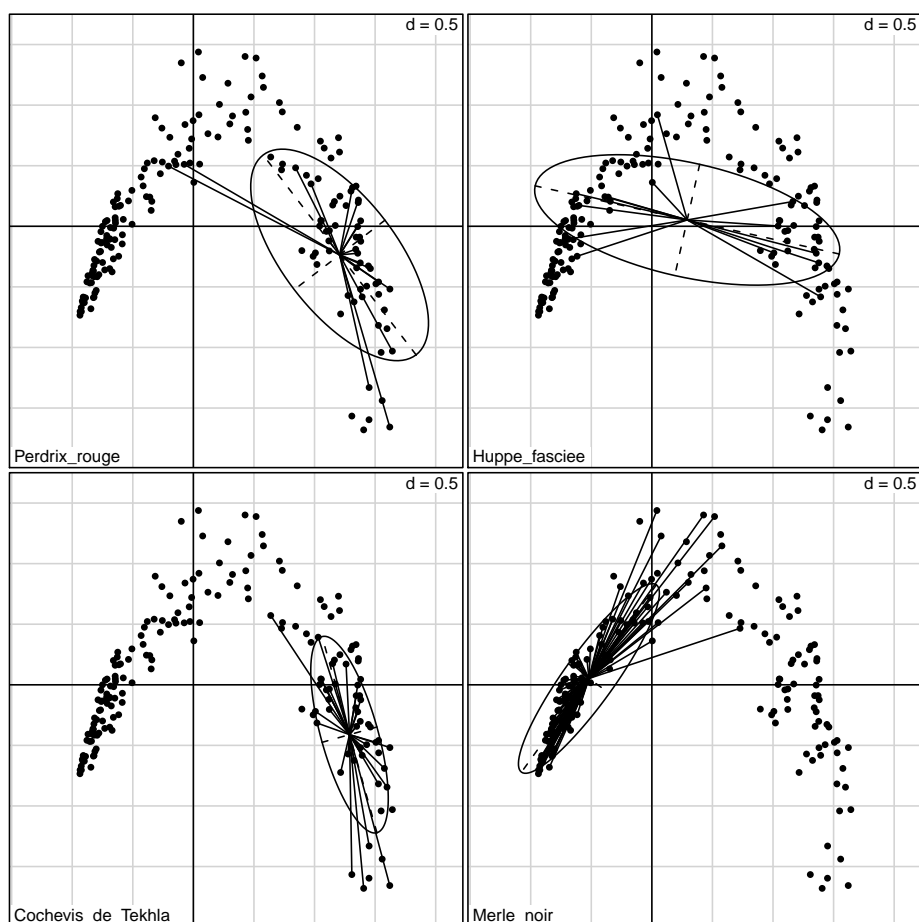 d = 0.5
Perdrix_rouge
d = 0.5
Huppe_fasciee
d = 0.5
Cochevis_de_Tekhla
d = 0.5
Merle_noir